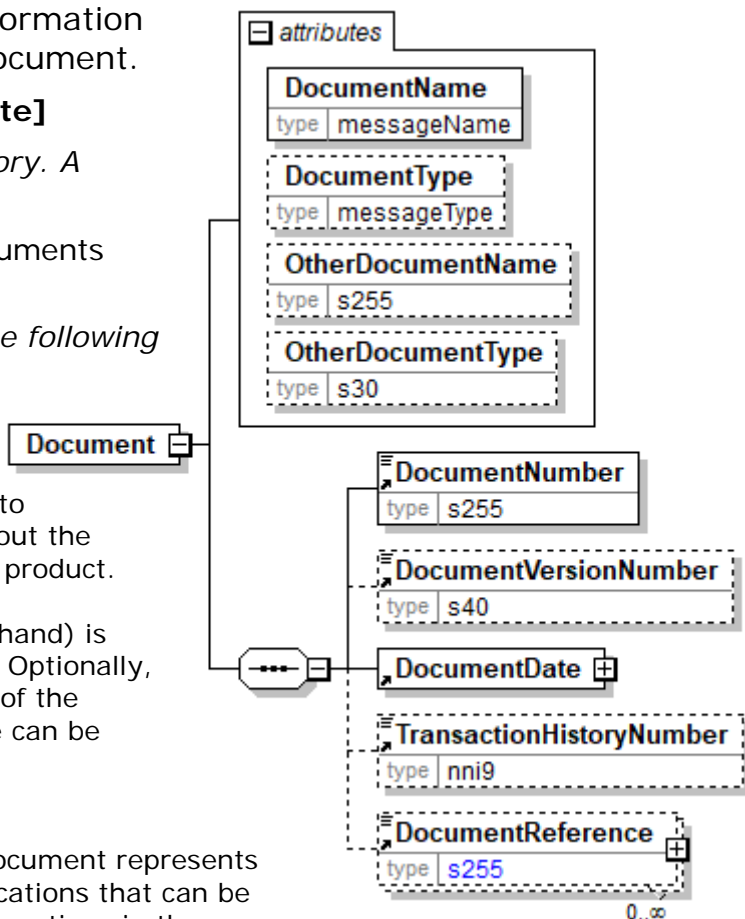 formation
ocument.
te]
ory. A
uments
e following
to
out the
product.
hand) is
Optionally,
of the
e can be
ocument represents
cations that can be
attributes
DocumentName
type messageName
DocumentType
type messageType
OtherDocumentName
type s255
OtherDocumentType
type s30
Document
DocumentNumber
type s255
DocumentVersionNumber
type s40
DocumentDate
TransactionHistoryNumber
type nni9
DocumentReference
type s255
0..∞